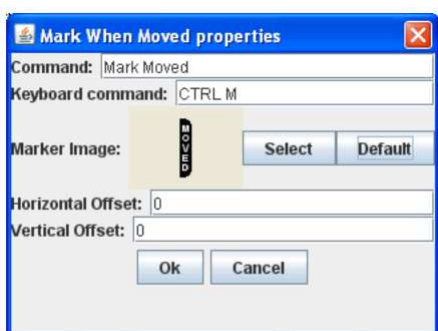 Mark When Moved properties
Command: Mark Moved
Keyboard command: CTRL M
Marker Image: MOVED Select Default
Horizontal Offset: 0
Vertical Offset: 0
Ok Cancel